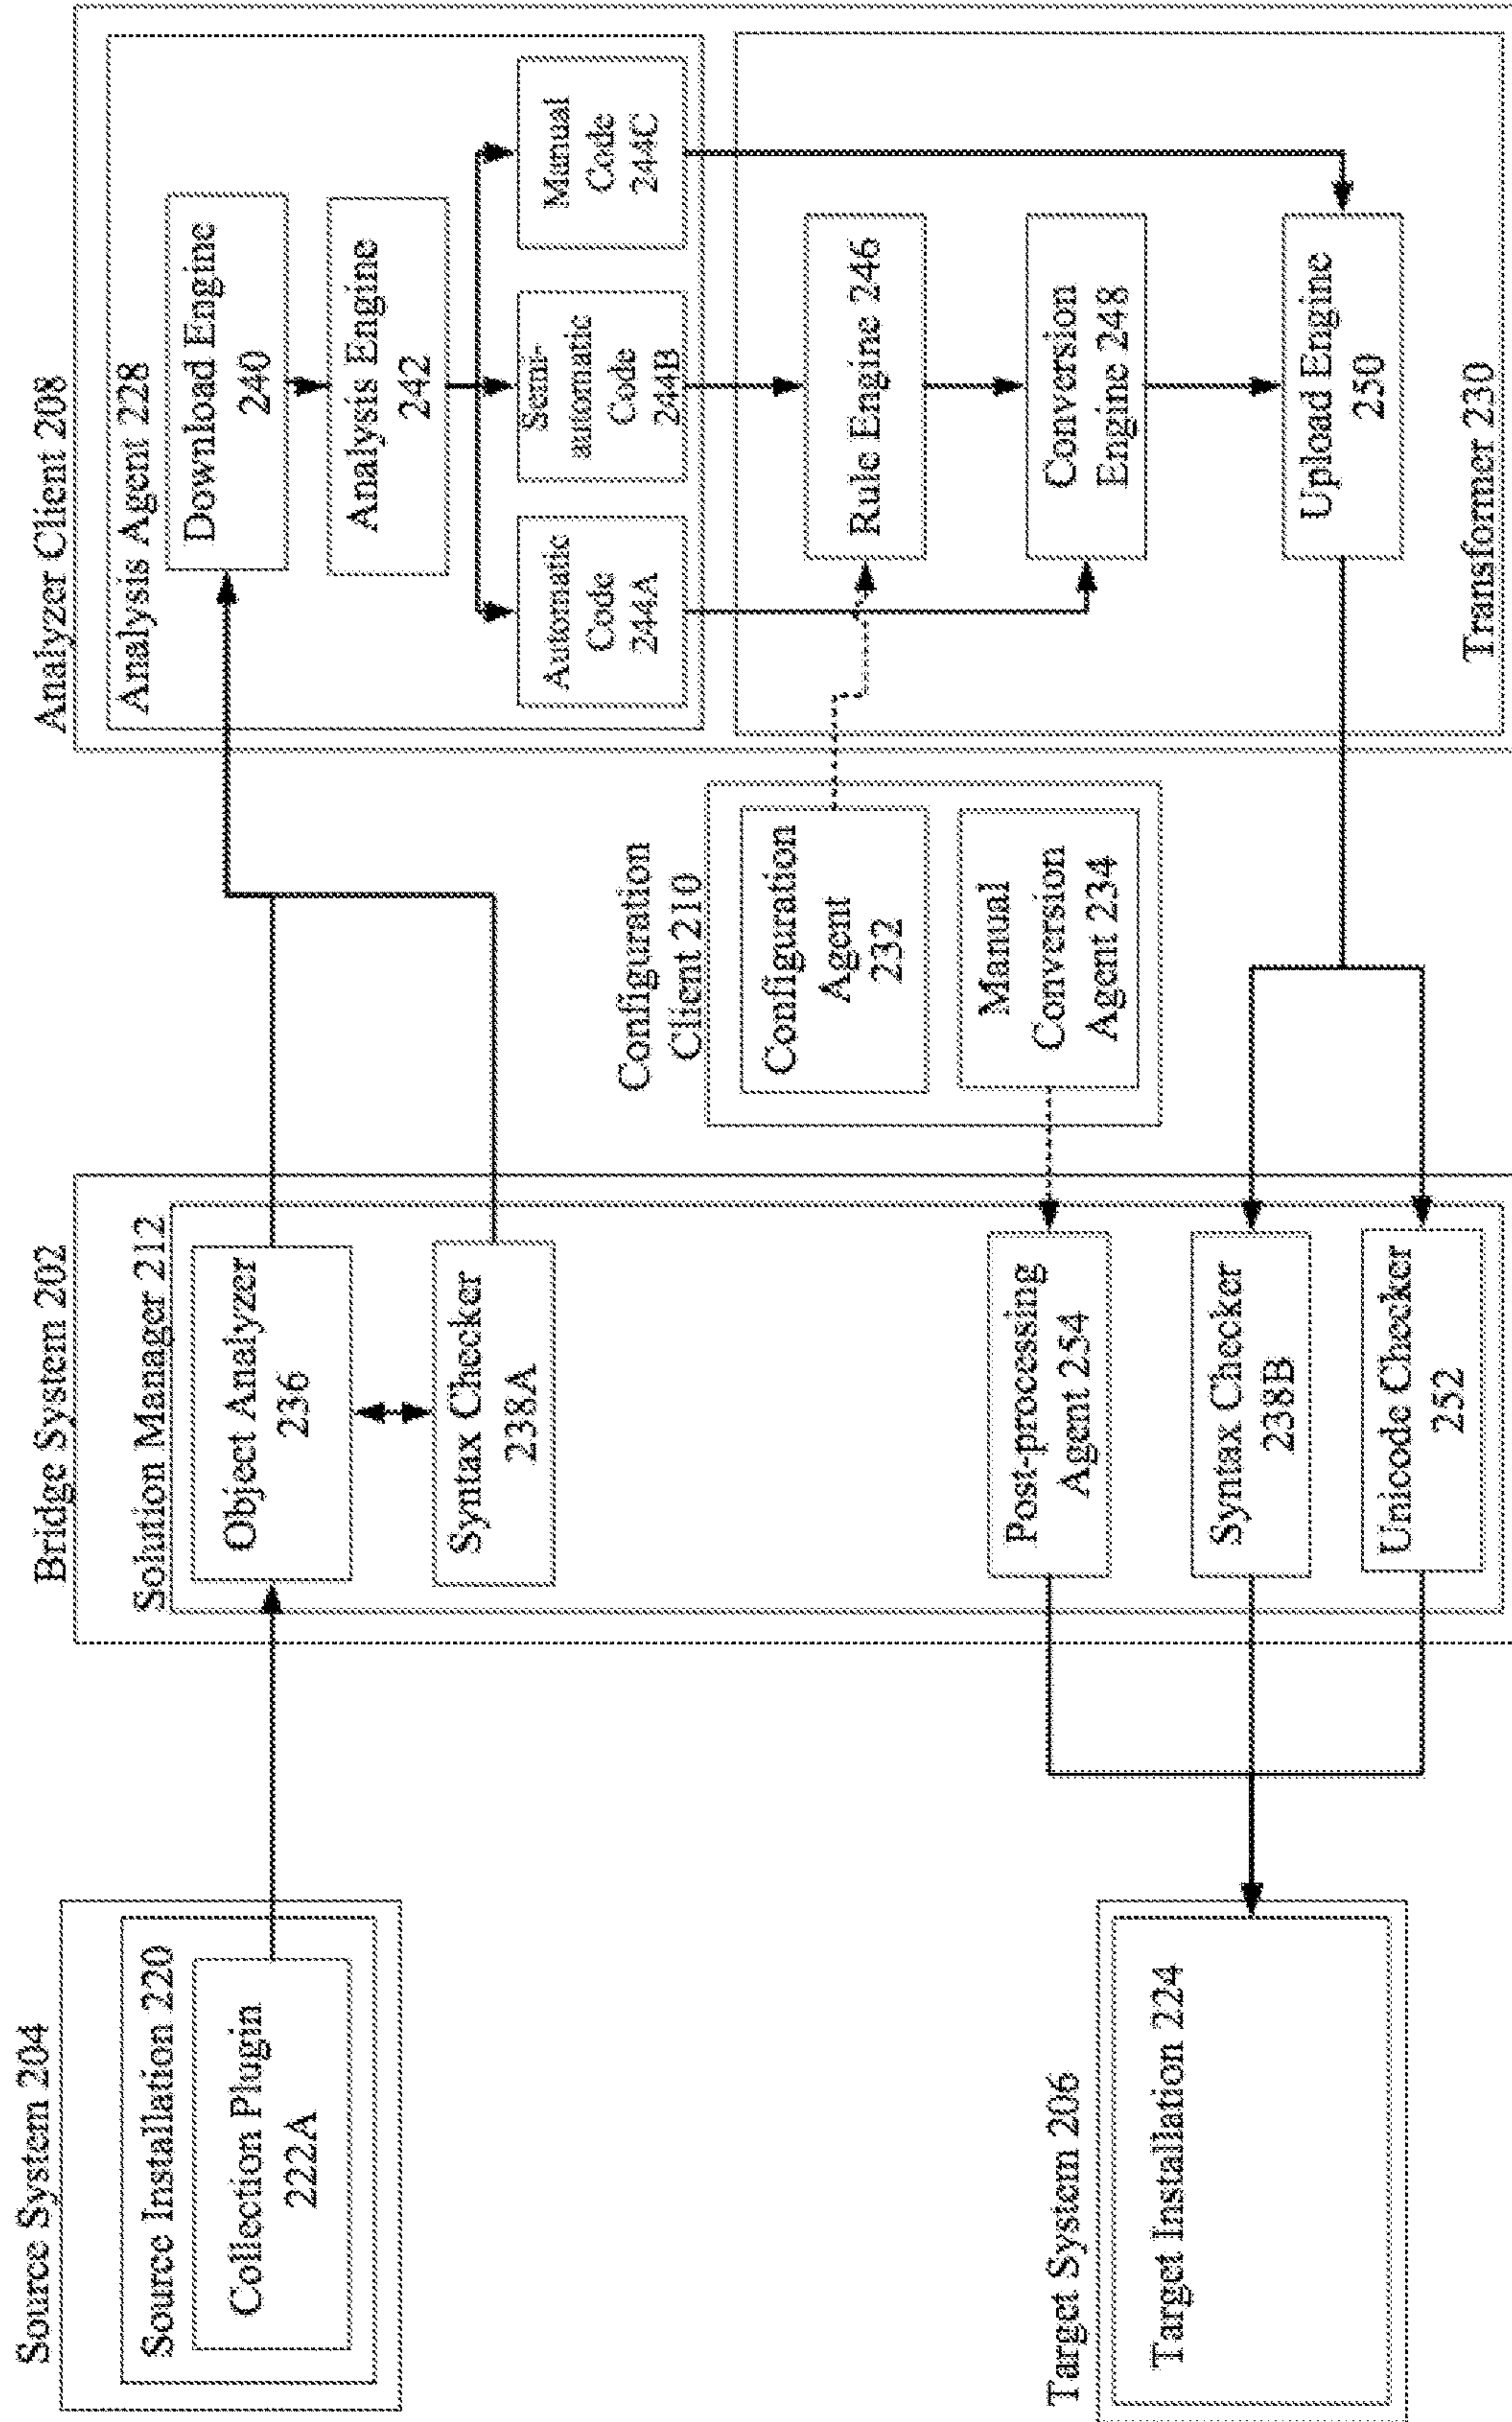 Source System 204
Source Installation 220
Collection Plugin
222A
Target System 206
Target Installation 224
Bridge System 202
Solution Manager 212
Object Analyzer
236
Syntax Checker
238A
Post-processing
Agent 254
Syntax Checker
238B
Unicode Checker
252
Configuration
Client 210
Configuration
Agent
232
Manual
Conversion
Agent 234
Analyzer Client 208
Analysis Agent 228
Download Engine
240
Analysis Engine
242
Automatic
Code
244A
Semi-
automatic
Code
244B
Manual
Code
244C
Rule Engine 246
Conversion
Engine 248
Upload Engine
250
Transformer 230